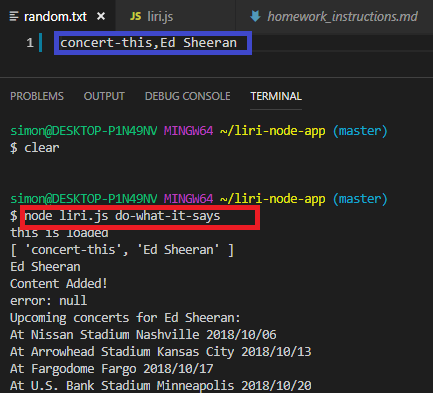 random.txt × JS liri.js homework_instructions.md
1 concert-this,Ed Sheeran
PROBLEMS OUTPUT DEBUG CONSOLE TERMINAL
simon@DESKTOP-P1N49NV MINGW64 ~/liri-node-app (master)
$ clear
simon@DESKTOP-P1N49NV MINGW64 ~/liri-node-app (master)
$ node liri.js do-what-it-says
this is loaded
[ 'concert-this', 'Ed Sheeran' ]
Ed Sheeran
Content Added!
error: null
Upcoming concerts for Ed Sheeran:
At Nissan Stadium Nashville 2018/10/06
At Arrowhead Stadium Kansas City 2018/10/13
At Fargodome Fargo 2018/10/17
At U.S. Bank Stadium Minneapolis 2018/10/20